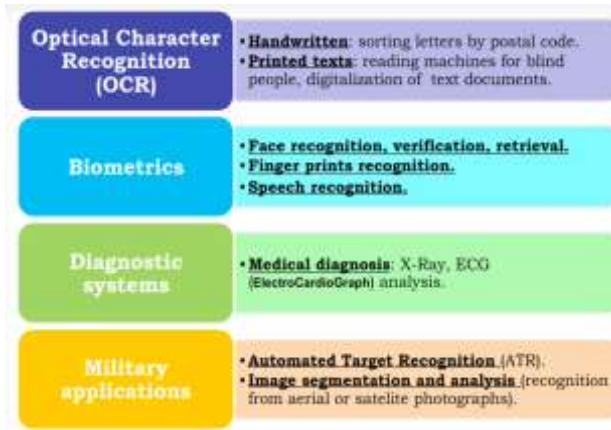 Optical Character
Recognition
(OCR)
• Handwritten: sorting letters by postal code.
• Printed texts: reading machines for blind
people, digitalization of text documents.
Biometrics
• Face recognition, verification, retrieval.
• Finger prints recognition.
• Speech recognition.
Diagnostic
systems
• Medical diagnosis: X-Ray, ECG
(ElectroCardioGraph) analysis.
Military
applications
• Automated Target Recognition (ATR).
• Image segmentation and analysis (recognition
from aerial or satelite photographs).